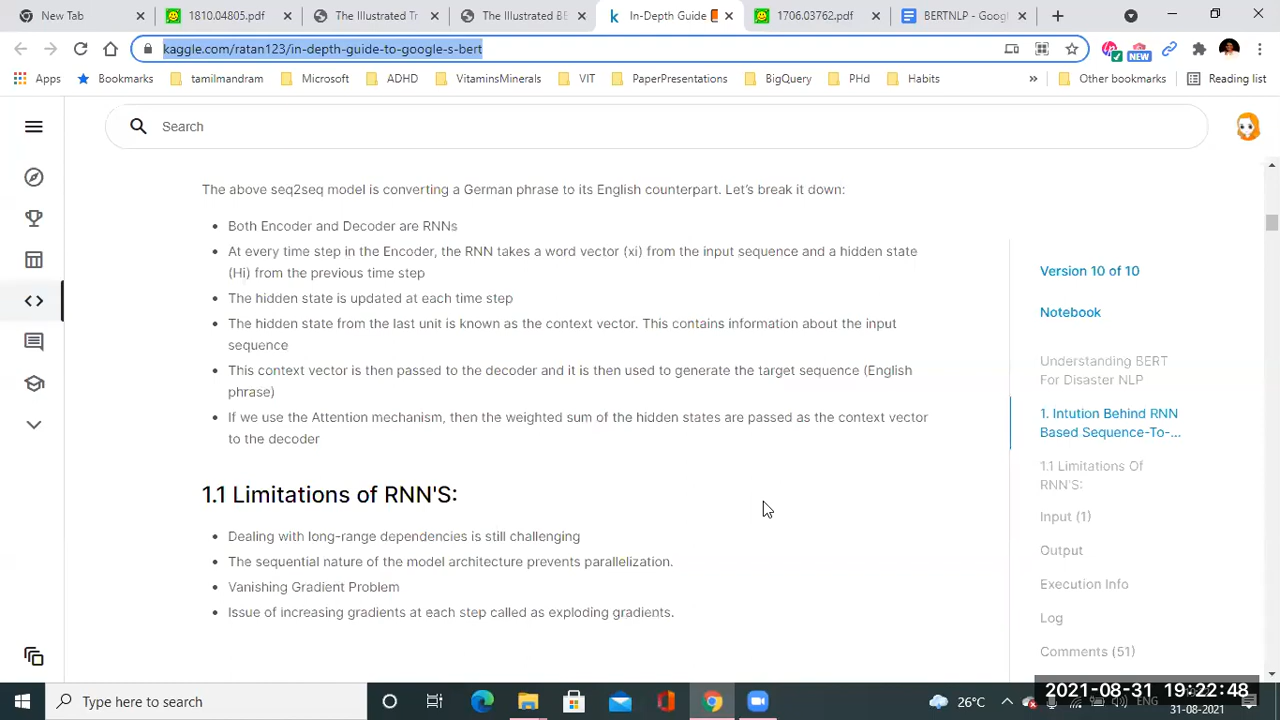 New Tab
1810.04805.pdf
The Illustrated Tr
The Illustrated BE
In-Depth Guide
1706.03762.pdf
BERTNLP - Goog
kaggle.com/ratan123/in-depth-guide-to-google-s-bert
NEW
Apps
Bookmarks
tamilmandram
Microsoft
ADHD
VitaminsMinerals
VIT
PaperPresentations
BigQuery
PHd
Habits
»
Other bookmarks
Reading list
Search
The above seq2seq model is converting a German phrase to its English counterpart. Let's break it down:
• Both Encoder and Decoder are RNNs
• At every time step in the Encoder, the RNN takes a word vector (xi) from the input sequence and a hidden state
(Hi) from the previous time step
• The hidden state is updated at each time step
• The hidden state from the last unit is known as the context vector. This contains information about the input
sequence
• This context vector is then passed to the decoder and it is then used to generate the target sequence (English
phrase)
• If we use the Attention mechanism, then the weighted sum of the hidden states are passed as the context vector
to the decoder
1.1 Limitations of RNN'S:
• Dealing with long-range dependencies is still challenging
• The sequential nature of the model architecture prevents parallelization.
• Vanishing Gradient Problem
• Issue of increasing gradients at each step called as exploding gradients.
Version 10 of 10
Notebook
Understanding BERT
For Disaster NLP
1. Intution Behind RNN
Based Sequence-To-...
1.1 Limitations Of
RNN'S:
Input (1)
Output
Execution Info
Log
Comments (51)
Type here to search
26°C
ENG
2021-08-31 19:22:48
31-08-2021